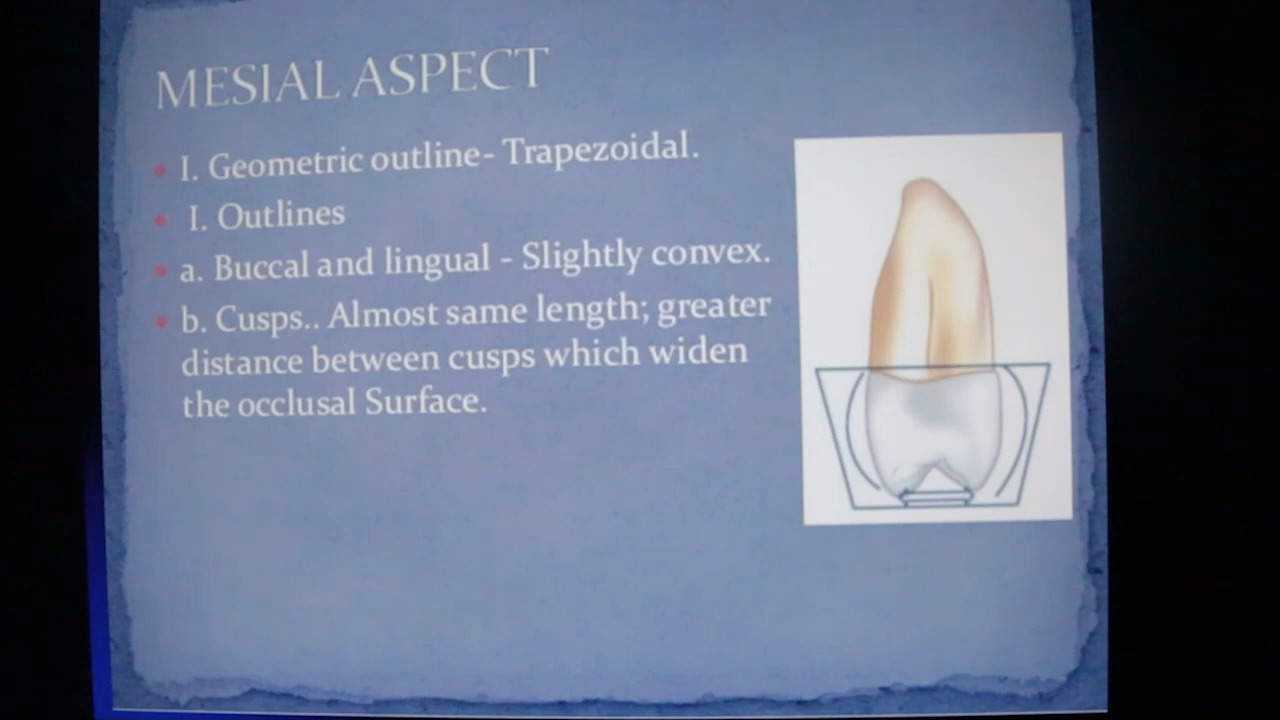 MESIAL ASPECT
I. Geometric outline- Trapezoidal.
I. Outlines
a. Buccal and lingual - Slightly convex.
b. Cusps.. Almost same length; greater
distance between cusps which widen
the occlusal Surface.